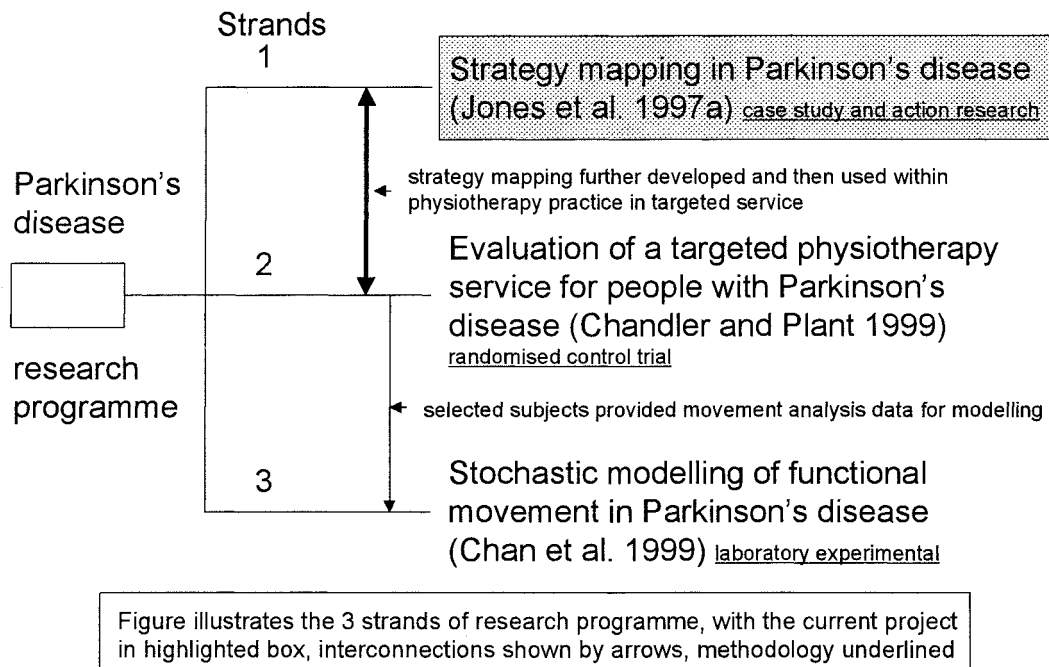 Strands
1
Strategy mapping in Parkinson's disease
(Jones et al. 1997a) case study and action research
strategy mapping further developed and then used within
physiotherapy practice in targeted service
Parkinson's
disease
research
programme
2
Evaluation of a targeted physiotherapy
service for people with Parkinson's
disease (Chandler and Plant 1999)
randomised control trial
selected subjects provided movement analysis data for modelling
3
Stochastic modelling of functional
movement in Parkinson's disease
(Chan et al. 1999) laboratory experimental
Figure illustrates the 3 strands of research programme, with the current project
in highlighted box, interconnections shown by arrows, methodology underlined